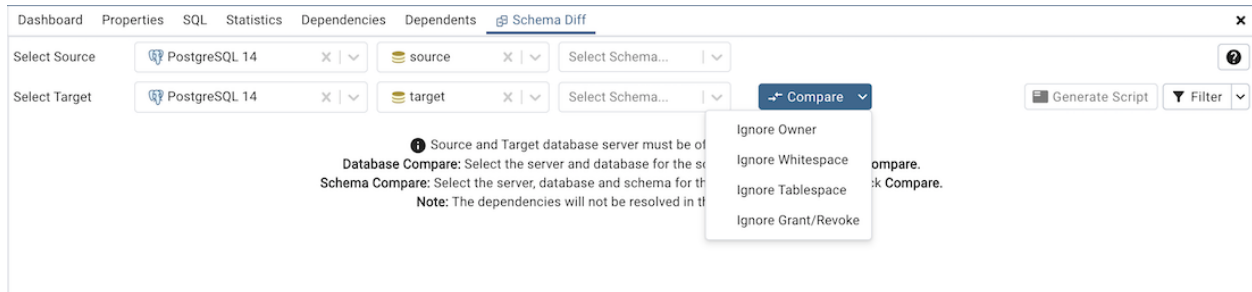 Dashboard Properties SQL Statistics Dependencies Dependents Schema Diff
Select Source PostgreSQL 14 source Select Schema...
Select Target PostgreSQL 14 target Select Schema... Compare Generate Script Filter
Ignore Owner
Ignore Whitespace
Ignore Tablespace
Ignore Grant/Revoke
Source and Target database server must be of
Database Compare: Select the server and database for the so ompare.
Schema Compare: Select the server, database and schema for th k Compare.
Note: The dependencies will not be resolved in th